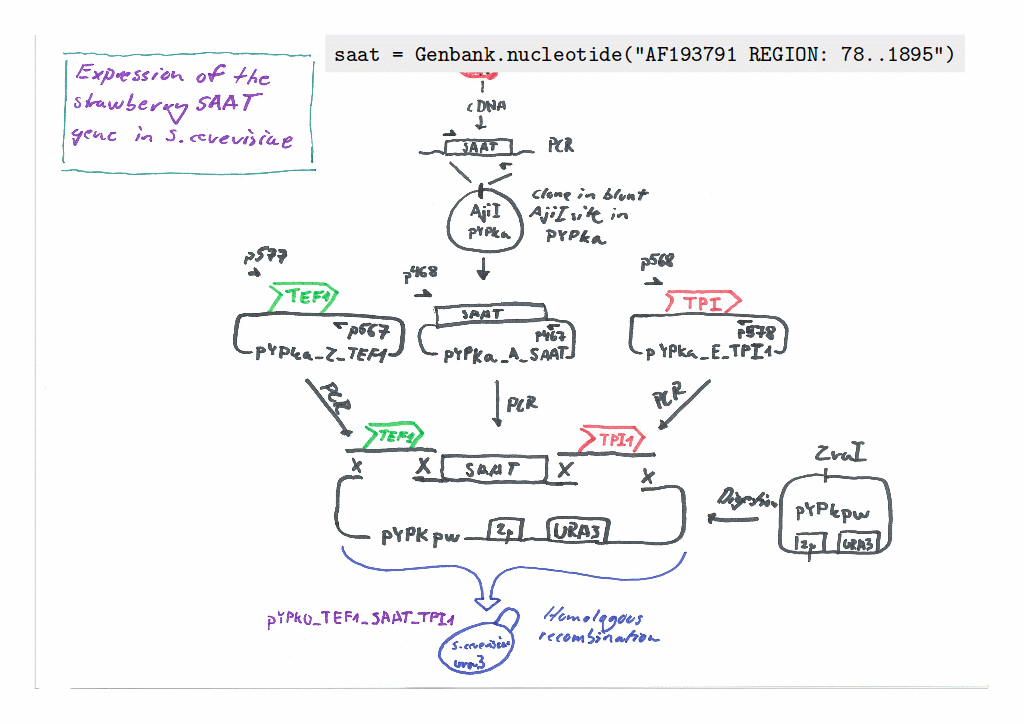 saat = Genbank.nucleotide("AF193791 REGION: 78..1895")
Expression of the
strawberry SAAT
gene in S. cerevisiae
cDNA
SAAT
PCR
Clone in blunt
AjiI site in
pYPka
AjiI
pYPka
p577
TEF1
p667
pYPka_Z_TEF1
p468
SAAT
p467
pYPKa_A_SAAT
p568
TPI
p578
pYPka_E_TPI1
PCR
PCR
PCR
TEF1
TPI1
X X SAAT X X
pYPKpw
2µ
URA3
Digestion
ZraI
pYPkpw
2µ
URA3
pYPK0_TEF1_SAAT_TPI1
Homologous
recombination
S. cerevisiae
ura3